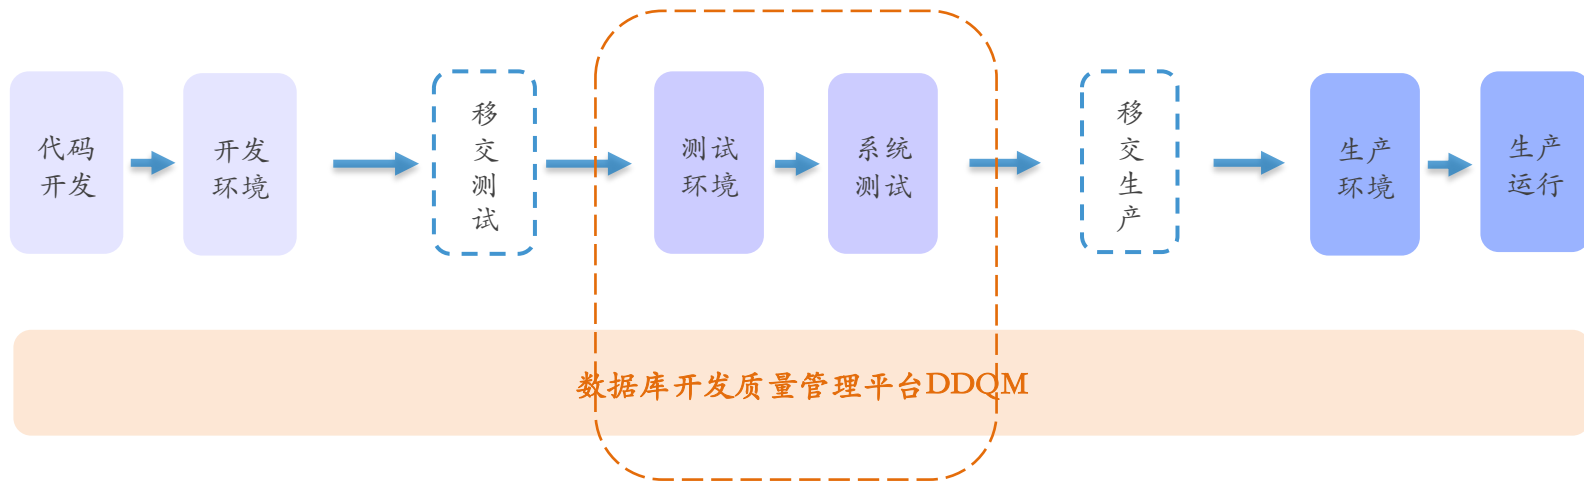 代码
开发
开发
环境
移
交
测
试
测试
环境
系统
测试
移
交
生
产
生产
环境
生产
运行
数据库开发质量管理平台DDQM